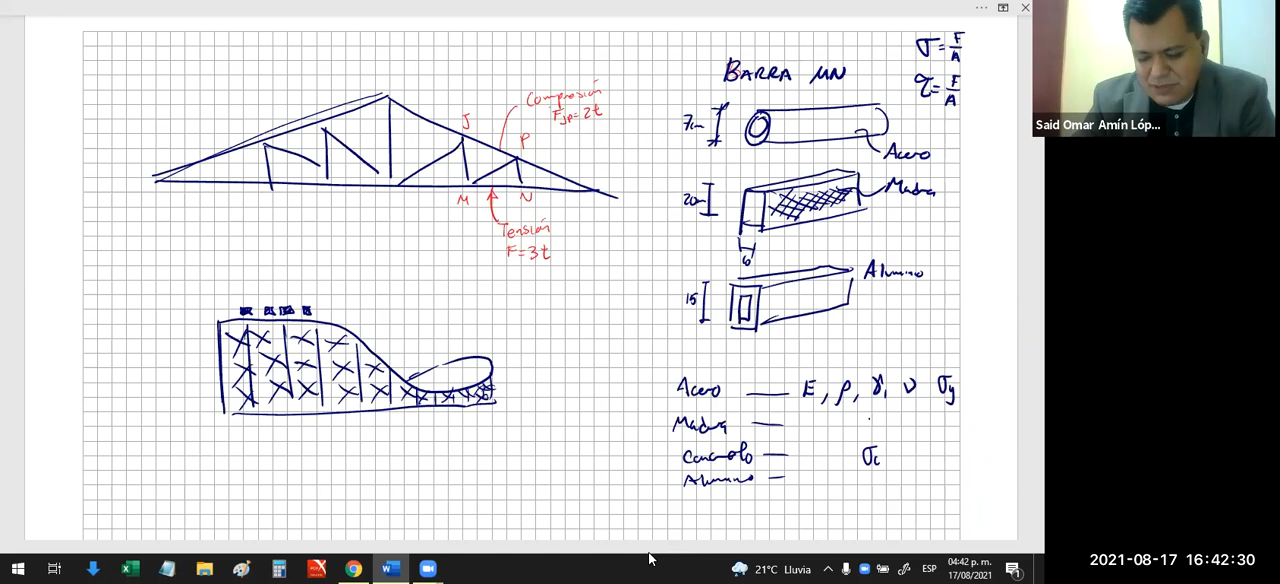 σ = F/A
τ = F/A
BARRA MN
Compresión
F_JP = 2t
J
P
M
N
Tensión
F = 3t
7cm
Acero
20cm
Madera
6
Aluminio
15
Acero — E, ρ, γ, ν σy
Madera —
Concreto — σc
Aluminio —
Said Omar Amín Lóp...
21°C Lluvia
ESP
04:42 p. m.
17/08/2021
1
2021-08-17 16:42:30